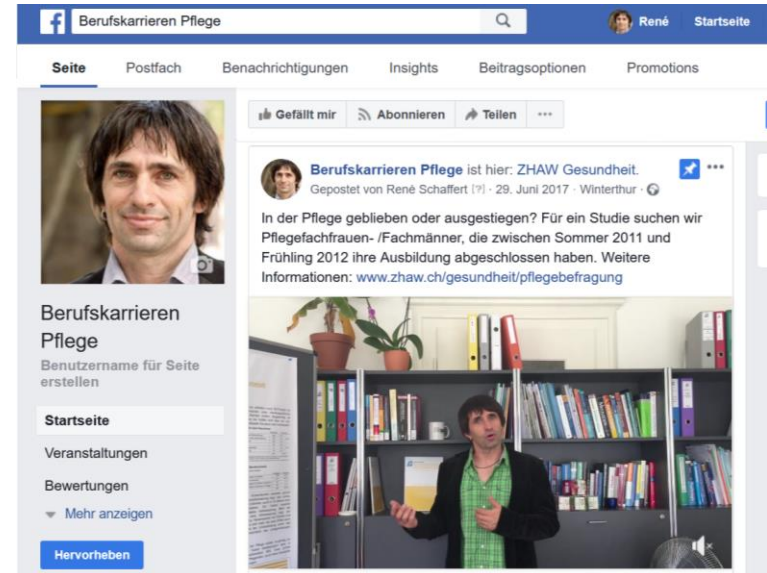 Berufskarrieren Pflege
René Startseite
Seite Postfach Benachrichtigungen Insights Beitragsoptionen Promotions
Gefällt mir Abonnieren Teilen
Berufskarrieren Pflege ist hier: ZHAW Gesundheit.
Gepostet von René Schaffert [?] · 29. Juni 2017 · Winterthur ·
In der Pflege geblieben oder ausgestiegen? Für ein Studie suchen wir
Pflegefachfrauen- /Fachmänner, die zwischen Sommer 2011 und
Frühling 2012 ihre Ausbildung abgeschlossen haben. Weitere
Informationen: www.zhaw.ch/gesundheit/pflegebefragung
Berufskarrieren
Pflege
Benutzername für Seite
erstellen
Startseite
Veranstaltungen
Bewertungen
Mehr anzeigen
Hervorheben